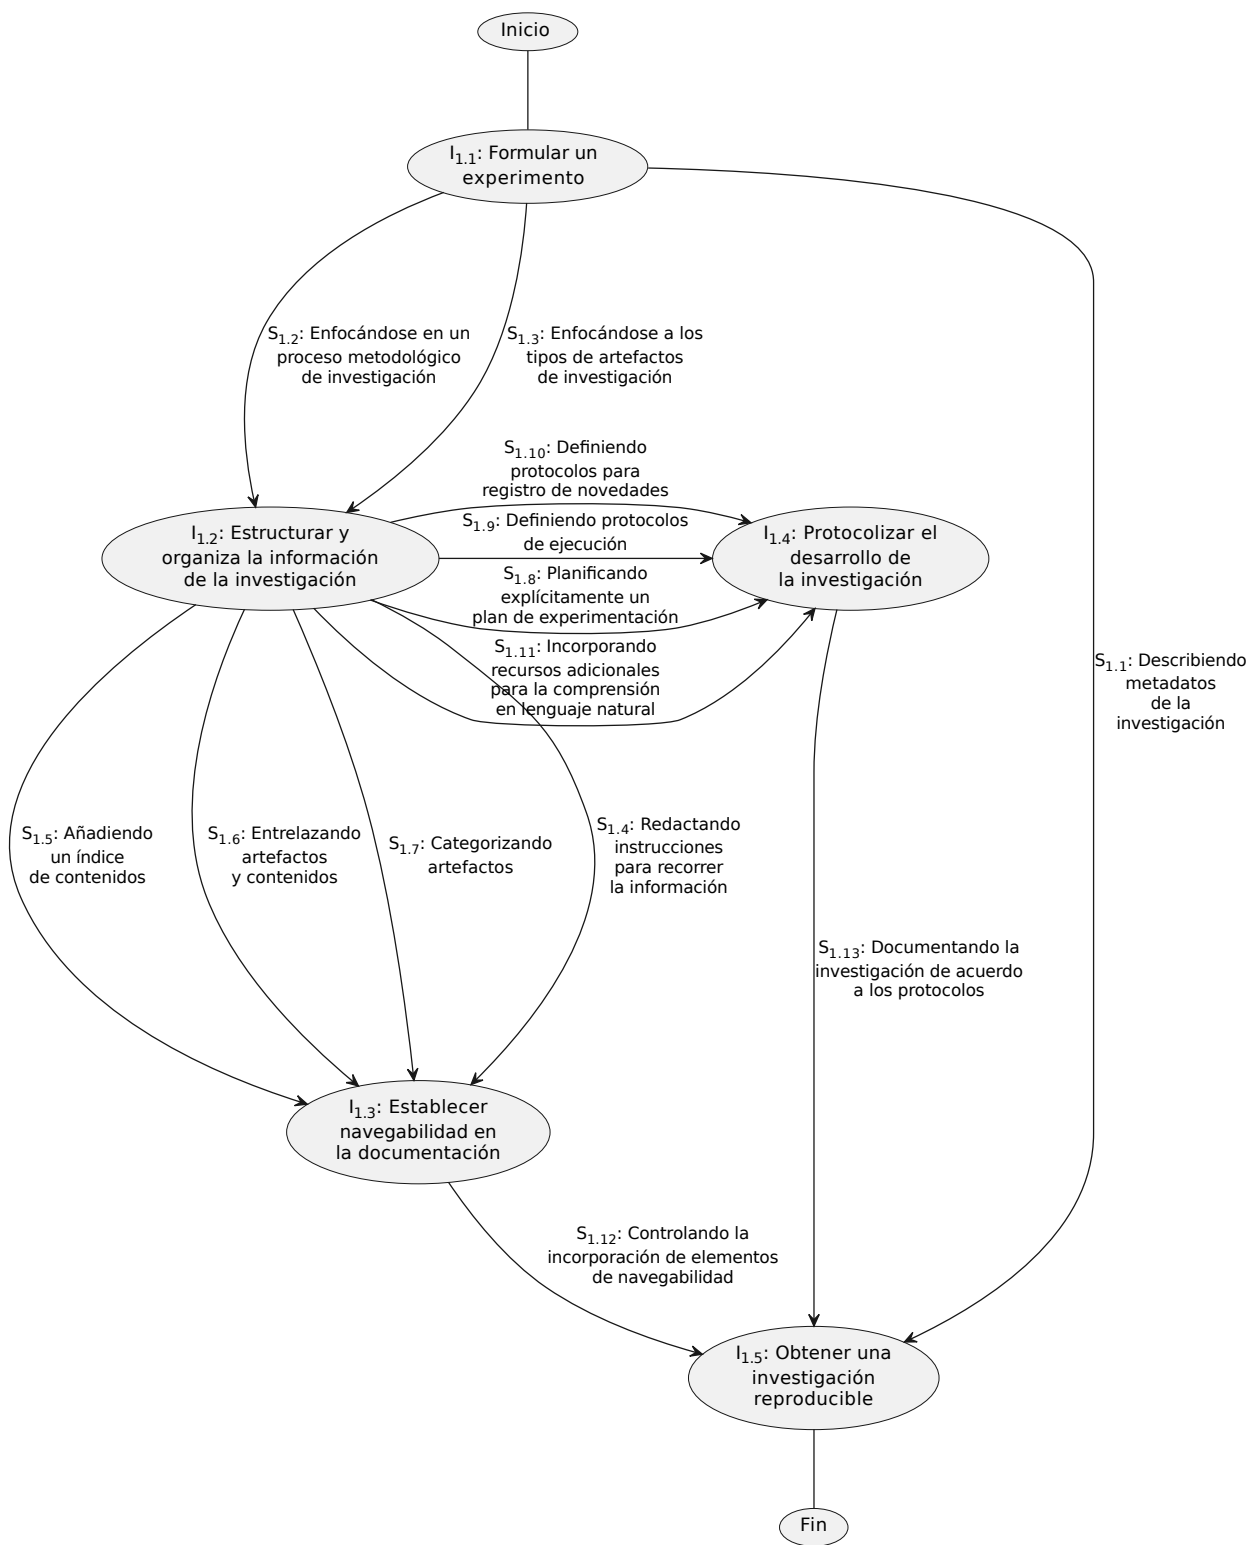 Inicio
I1.1: Formular un
experimento
S1.2: Enfocándose en un
proceso metodológico
de investigación
S1.3: Enfocándose a los
tipos de artefactos
de investigación
S1.10: Definiendo
protocolos para
registro de novedades
S1.9: Definiendo protocolos
de ejecución
I1.2: Estructurar y
organiza la información
de la investigación
I1.4: Protocolizar el
desarrollo de
la investigación
S1.8: Planificando
explícitamente un
plan de experimentación
S1.11: Incorporando
recursos adicionales
para la comprensión
en lenguaje natural
S1.1: Describiendo
metadatos
de la
investigación
S1.5: Añadiendo
un índice
de contenidos
S1.6: Entrelazando
artefactos
y contenidos
S1.7: Categorizando
artefactos
S1.4: Redactando
instrucciones
para recorrer
la información
S1.13: Documentando la
investigación de acuerdo
a los protocolos
I1.3: Establecer
navegabilidad en
la documentación
S1.12: Controlando la
incorporación de elementos
de navegabilidad
I1.5: Obtener una
investigación
reproducible
Fin